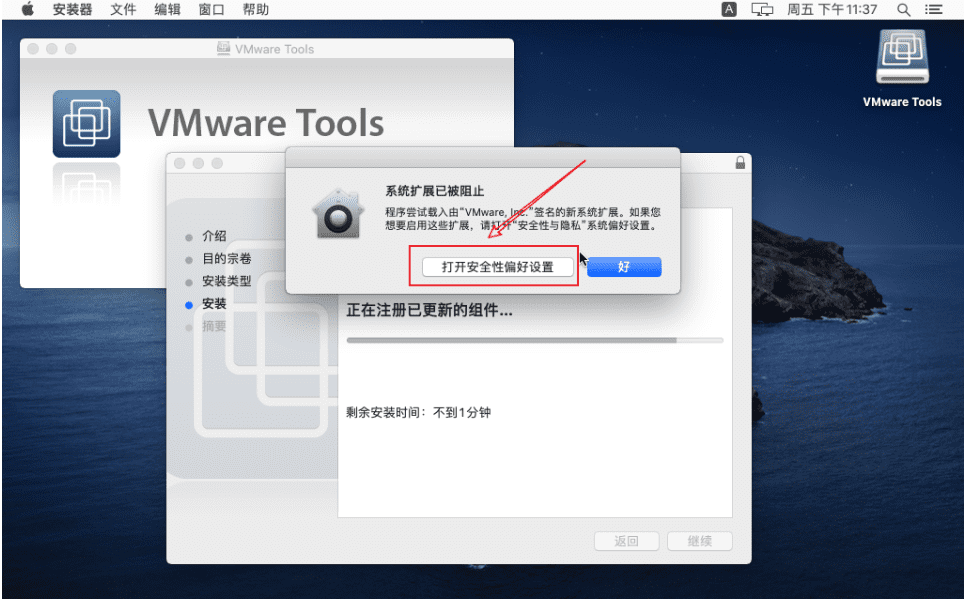 安装器 文件 编辑 窗口 帮助
A 周五 下午11:37
VMware Tools
VMware Tools
VMware Tools
系统扩展已被阻止
程序尝试载入由“VMware, Inc.”签名的新系统扩展。如果您
想要启用这些扩展，请打开“安全性与隐私”系统偏好设置。
打开安全性偏好设置
好
介绍
目的宗卷
安装类型
安装
摘要
正在注册已更新的组件...
剩余安装时间：不到1分钟
返回
继续